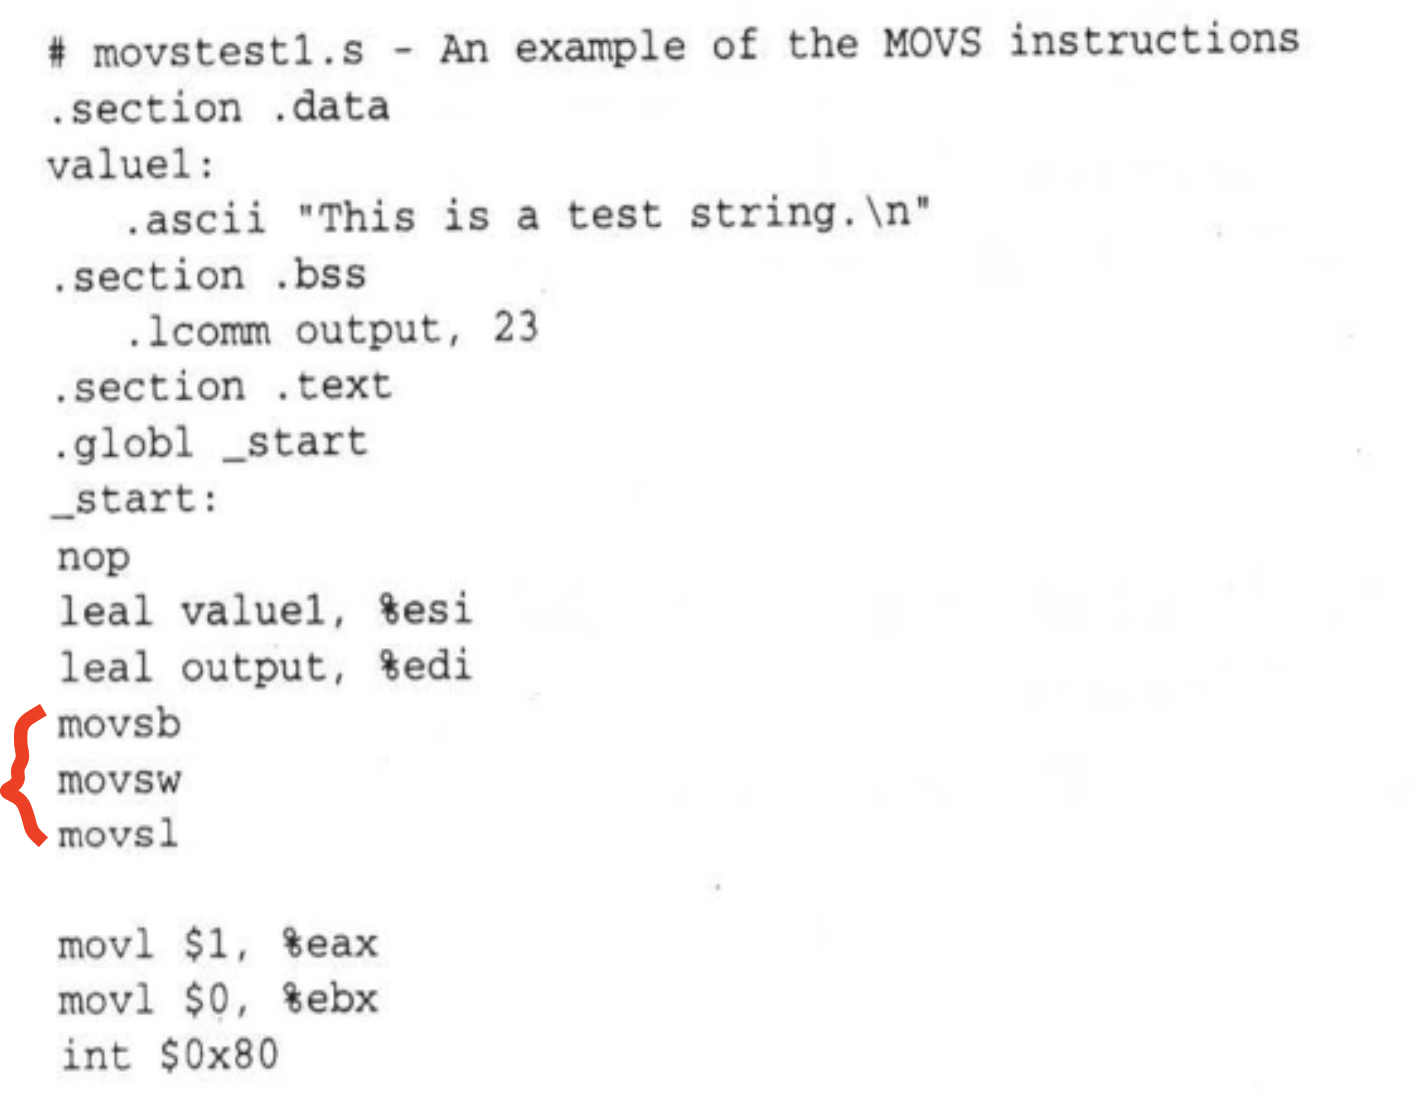 # movstest1.s - An example of the MOVS instructions
.section .data
value1:
   .ascii "This is a test string.\n"
.section .bss
   .lcomm output, 23
.section .text
.globl _start
_start:
nop
leal value1, %esi
leal output, %edi
movsb
movsw
movsl

movl $1, %eax
movl $0, %ebx
int $0x80